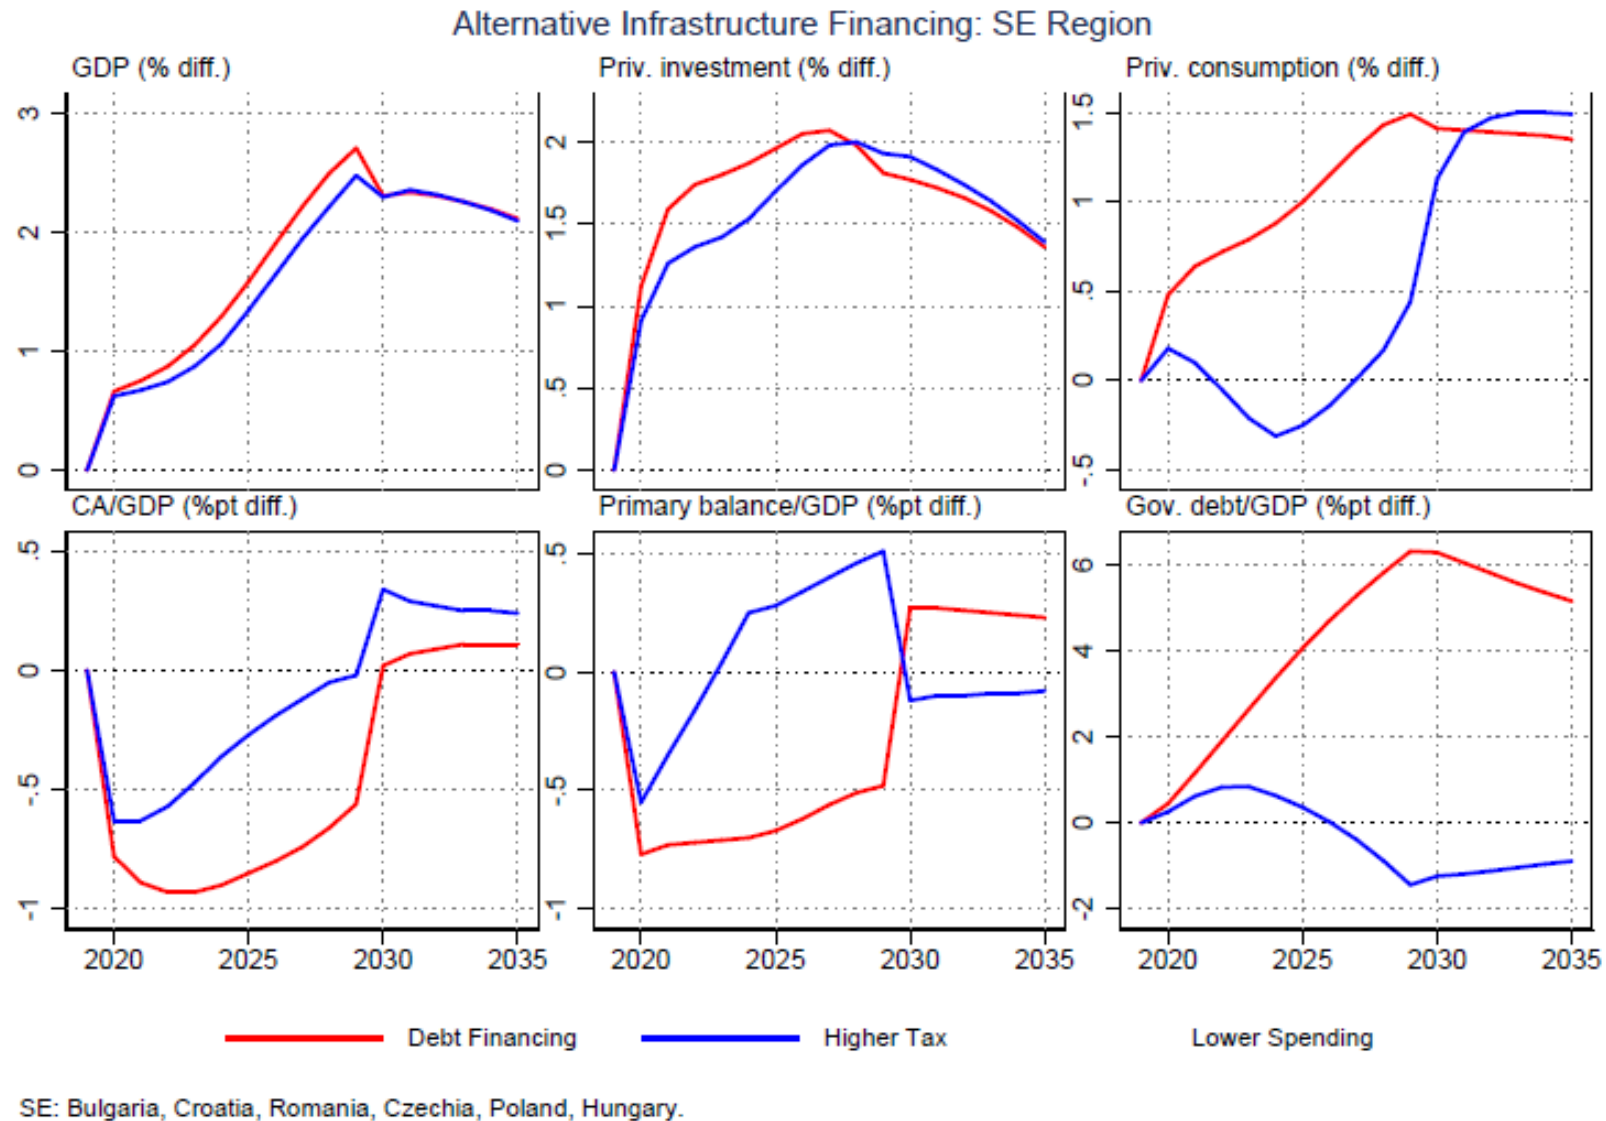 Alternative Infrastructure Financing: SE Region
GDP (% diff.)
Priv. investment (% diff.)
Priv. consumption (% diff.)
3
2
1
0
2
1.5
1
.5
0
1.5
1
.5
0
-.5
CA/GDP (%pt diff.)
Primary balance/GDP (%pt diff.)
Gov. debt/GDP (%pt diff.)
.5
0
-.5
-1
.5
0
-.5
-1
6
4
2
0
-2
2020 2025 2030 2035
2020 2025 2030 2035
2020 2025 2030 2035
Debt Financing
Higher Tax
Lower Spending
SE: Bulgaria, Croatia, Romania, Czechia, Poland, Hungary.